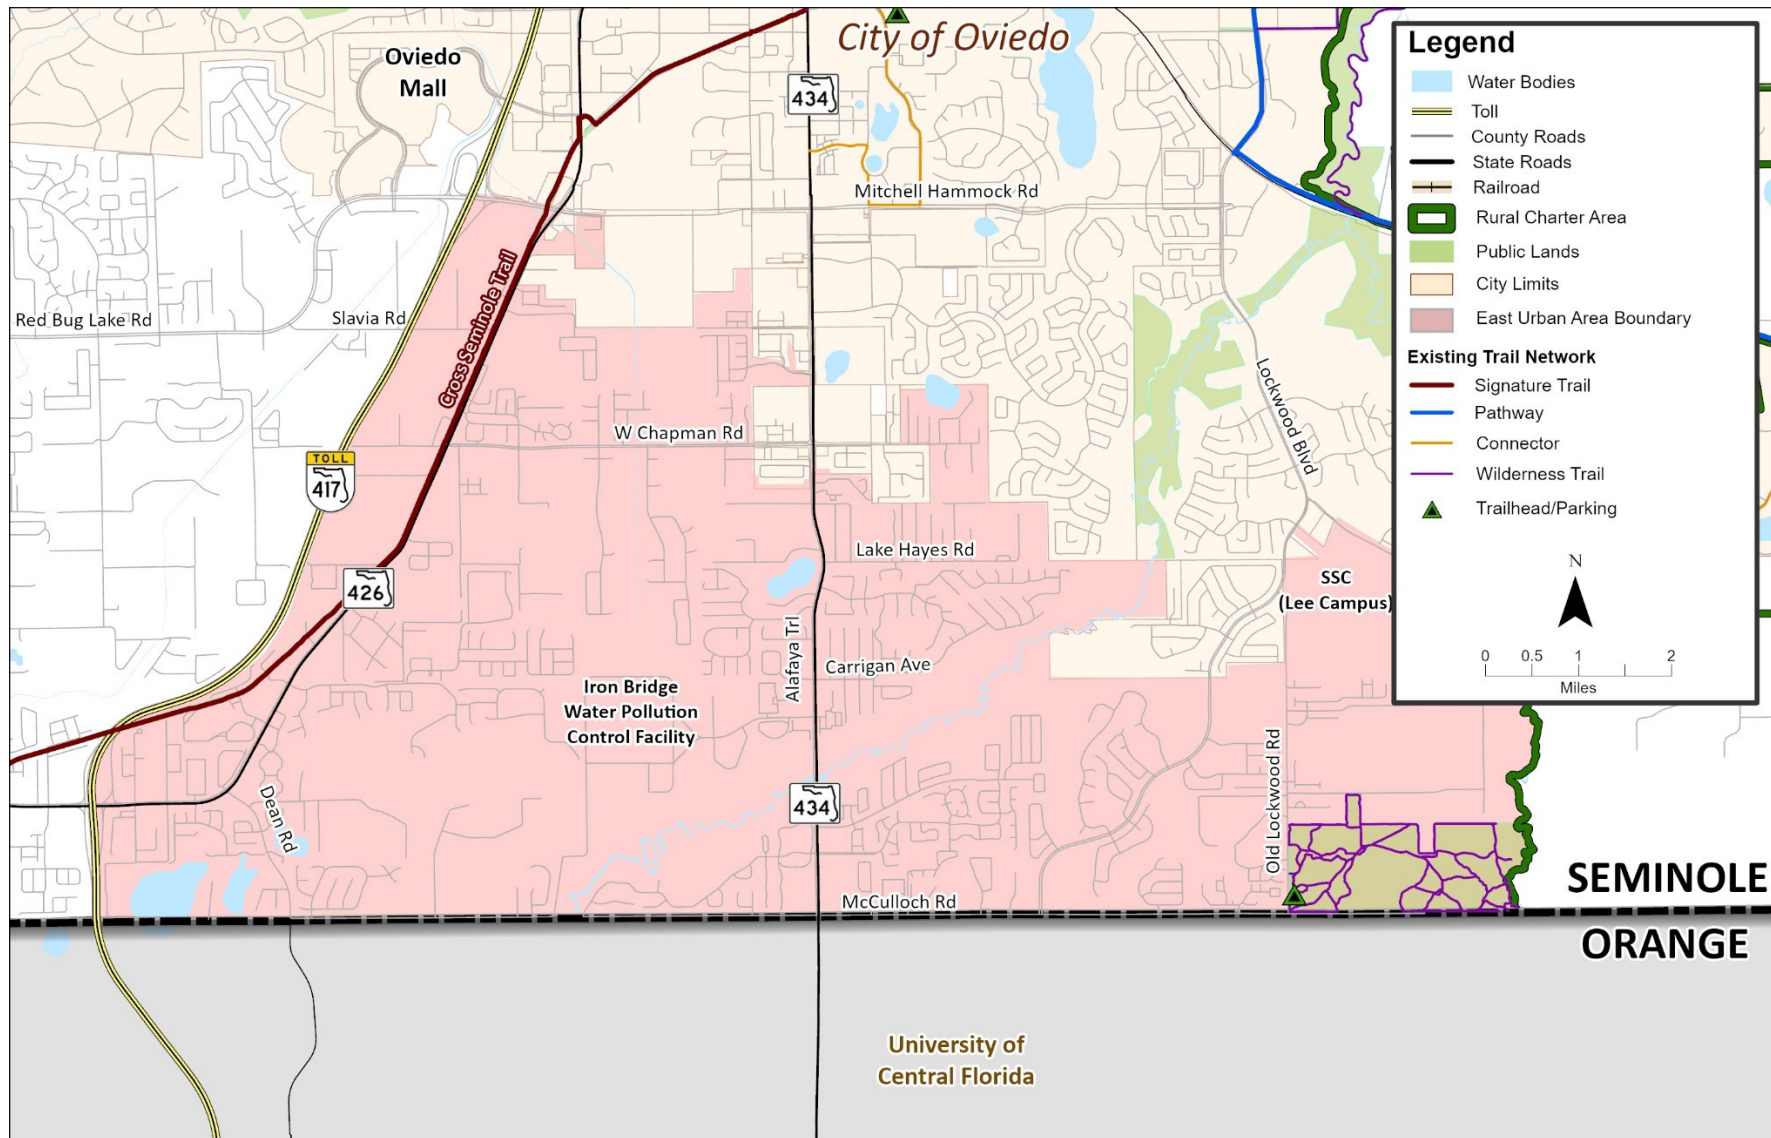 City of Oviedo
Oviedo
Mall
434
Mitchell Hammock Rd
Cross Seminole Trail
Red Bug Lake Rd
Slavia Rd
Lockwood Blvd
W Chapman Rd
TOLL
417
Lake Hayes Rd
426
SSC
(Lee Campus)
Alafaya Trl
Carrigan Ave
Iron Bridge
Water Pollution
Control Facility
Old Lockwood Rd
434
Dean Rd
McCulloch Rd
SEMINOLE
ORANGE
University of
Central Florida
Legend
Water Bodies
Toll
County Roads
State Roads
Railroad
Rural Charter Area
Public Lands
City Limits
East Urban Area Boundary
Existing Trail Network
Signature Trail
Pathway
Connector
Wilderness Trail
Trailhead/Parking
N
0 0.5 1 2
Miles